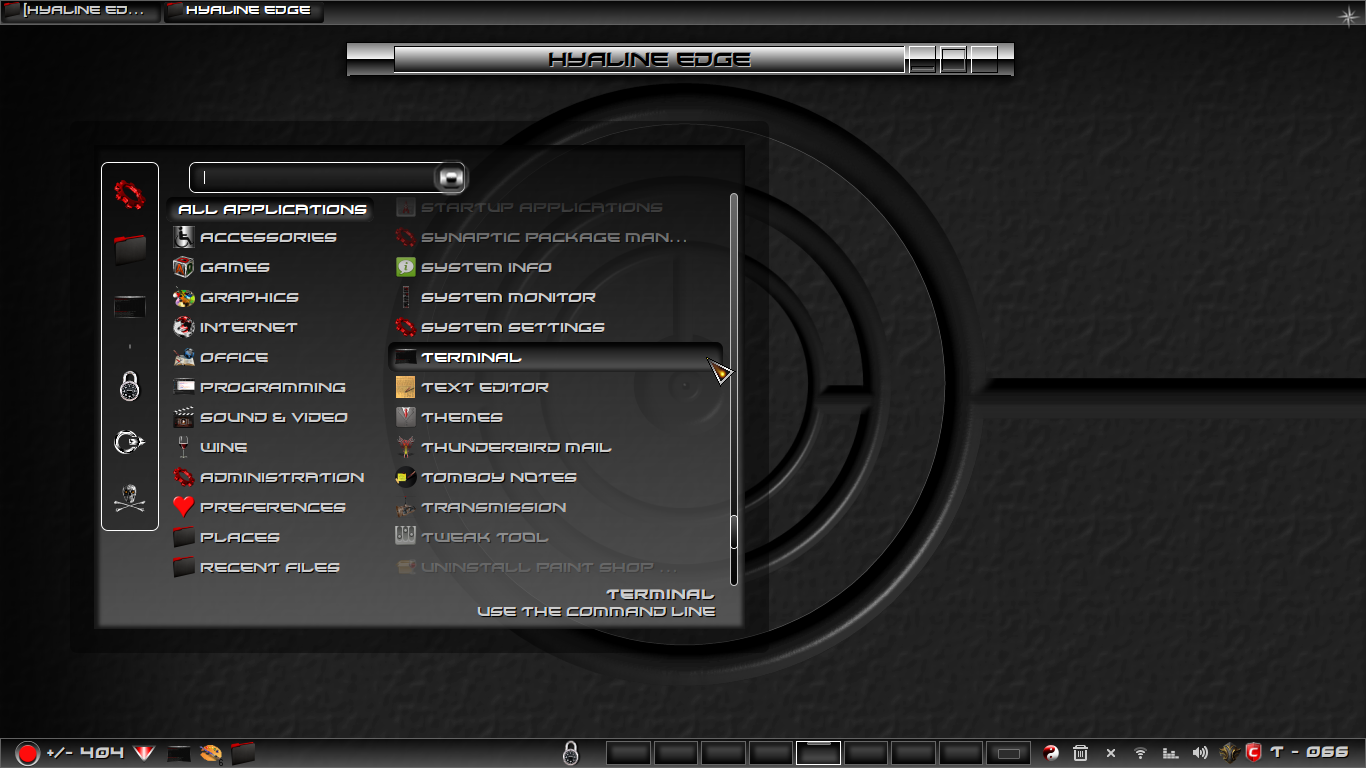 [HYALINE ED...
HYALINE EDGE
HYALINE EDGE
ALL APPLICATIONS
ACCESSORIES
GAMES
GRAPHICS
INTERNET
OFFICE
PROGRAMMING
SOUND & VIDEO
WINE
ADMINISTRATION
PREFERENCES
PLACES
RECENT FILES
STARTUP APPLICATIONS
SYNAPTIC PACKAGE MAN...
SYSTEM INFO
SYSTEM MONITOR
SYSTEM SETTINGS
TERMINAL
TEXT EDITOR
THEMES
THUNDERBIRD MAIL
TOMBOY NOTES
TRANSMISSION
TWEAK TOOL
UNINSTALL PAINT SHOP ...
TERMINAL
USE THE COMMAND LINE
+/- 404
T - 066